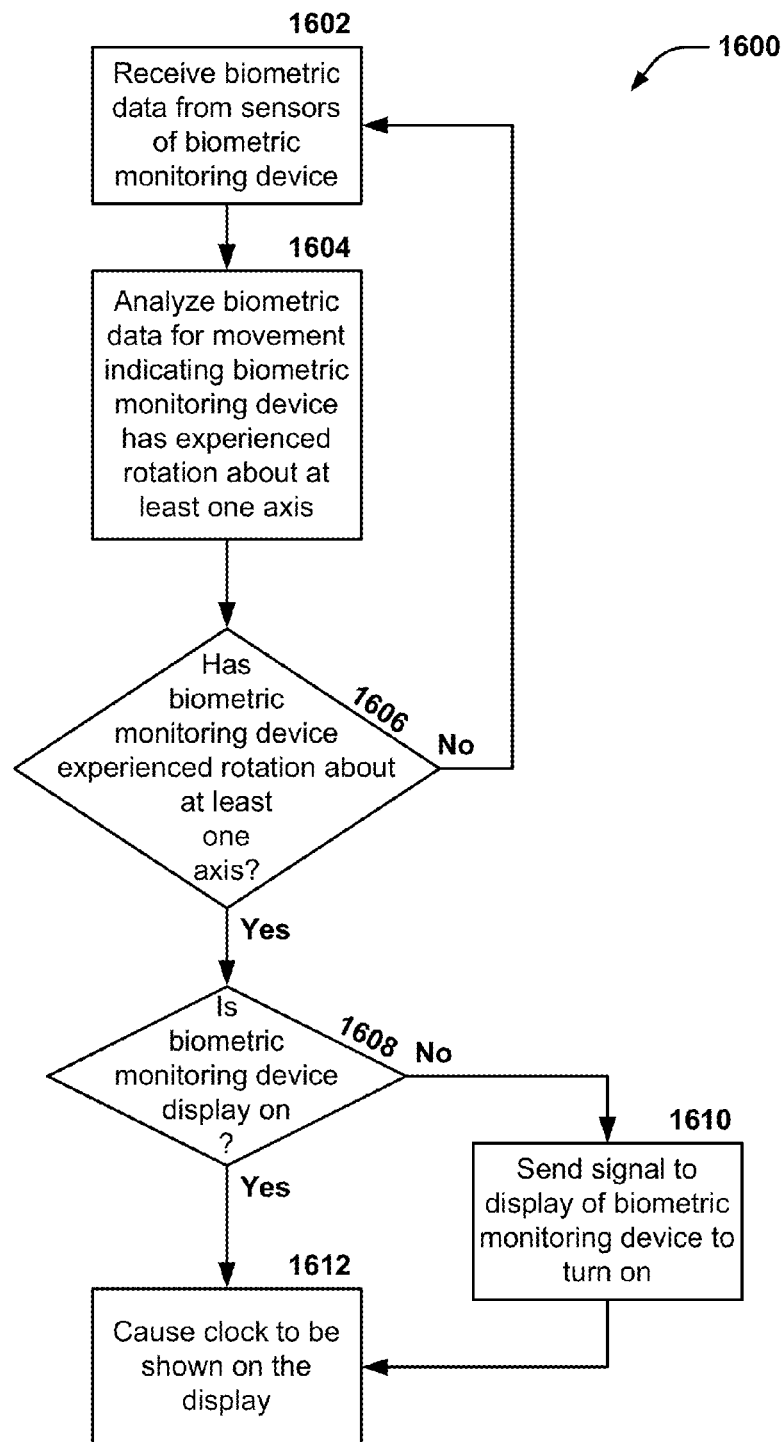 1602
1600
Receive biometric
data from sensors
of biometric
monitoring device
1604
Analyze biometric
data for movement
indicating biometric
monitoring device
has experienced
rotation about at
least one axis
Has
biometric
monitoring device
experienced rotation about
at least
one
axis?
1606
No
Yes
Is
biometric
monitoring device
display on
?
1608
No
Yes
1610
Send signal to
display of biometric
monitoring device to
turn on
1612
Cause clock to be
shown on the
display